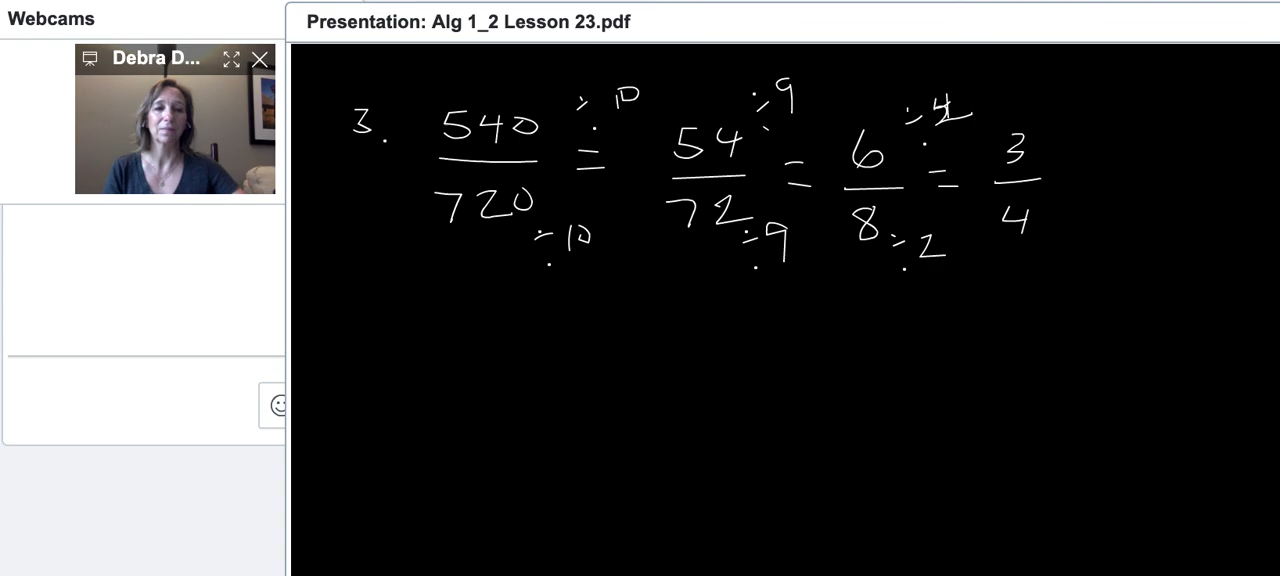 Webcams
Presentation: Alg 1_2 Lesson 23.pdf
Debra D...
3. 540/720 = 54/72 = 6/8 = 3/4
÷ 10 ÷ 9 ÷ 2
÷ 10 ÷ 9 ÷ 2